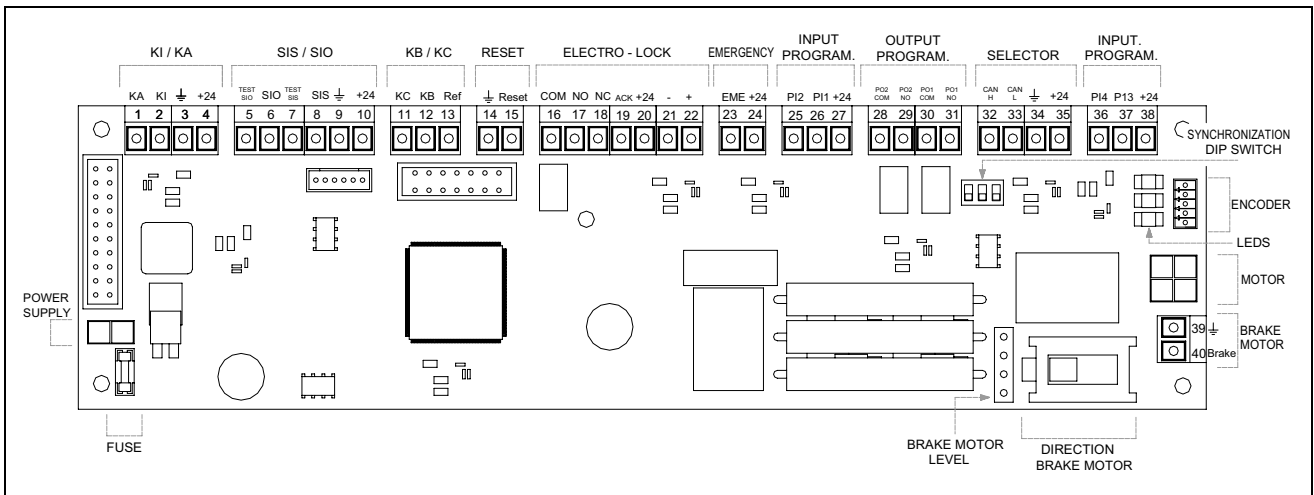 KI / KA
SIS / SIO
KB / KC
RESET
ELECTRO - LOCK
EMERGENCY
INPUT
PROGRAM.
OUTPUT
PROGRAM.
SELECTOR
INPUT.
PROGRAM.
KA KI +24
TEST
SIO
SIO
TEST
SIS
SIS +24
KC KB Ref
Reset
COM NO NC ACK +24 - +
EME +24
PI2 PI1 +24
PO2
COM
PO2
NO
PO1
COM
PO1
NO
CAN
H
CAN
L
+24
PI4 P13 +24
1 2 3 4 5 6 7 8 9 10 11 12 13 14 15 16 17 18 19 20 21 22 23 24 25 26 27 28 29 30 31 32 33 34 35 36 37 38
SYNCHRONIZATION
DIP SWITCH
ENCODER
LEDS
MOTOR
POWER
SUPPLY
39
40 Brake
BRAKE
MOTOR
FUSE
BRAKE MOTOR
LEVEL
DIRECTION
BRAKE MOTOR